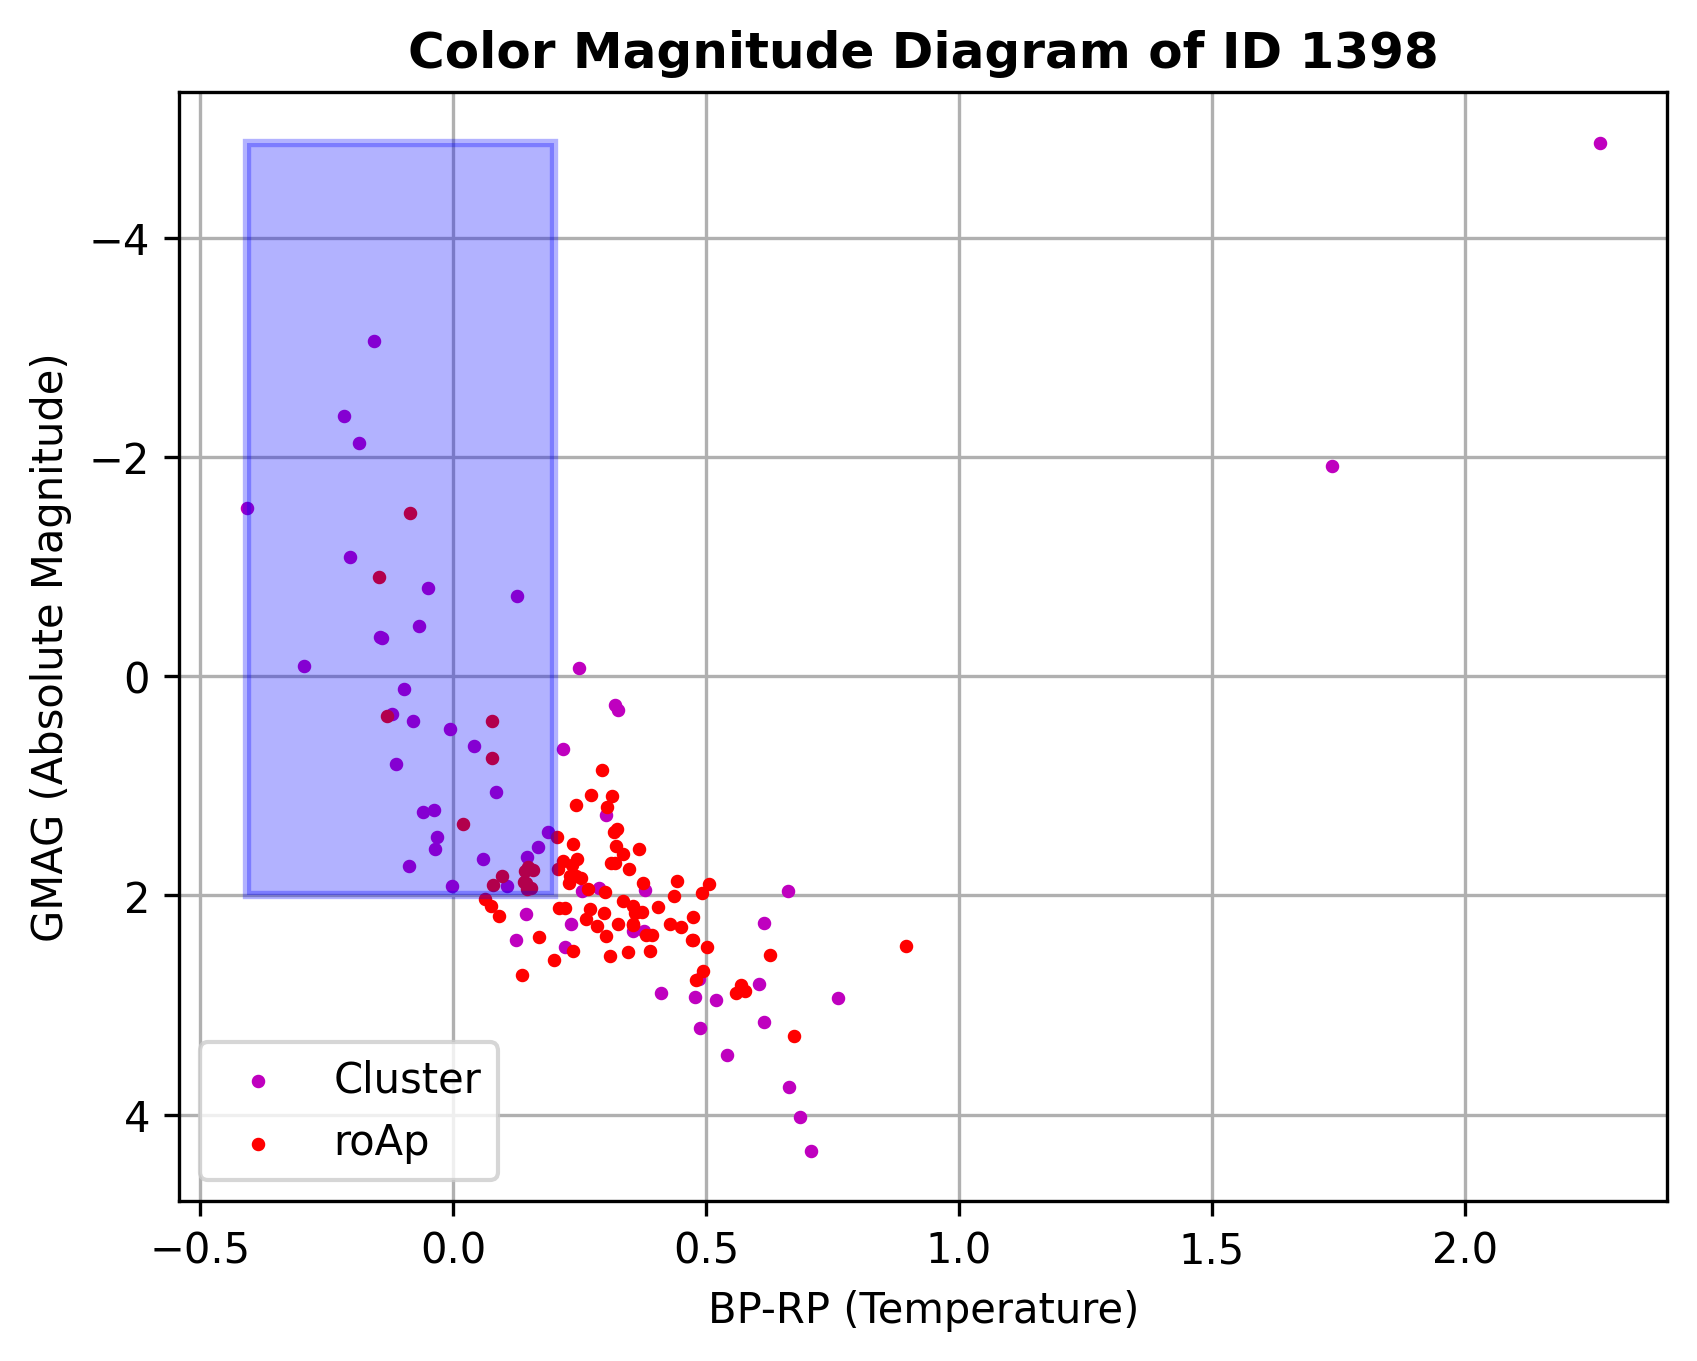 Color Magnitude Diagram of ID 1398
GMAG (Absolute Magnitude)
−4
−2
0
2
4
Cluster
roAp
−0.5 0.0 0.5 1.0 1.5 2.0
BP-RP (Temperature)